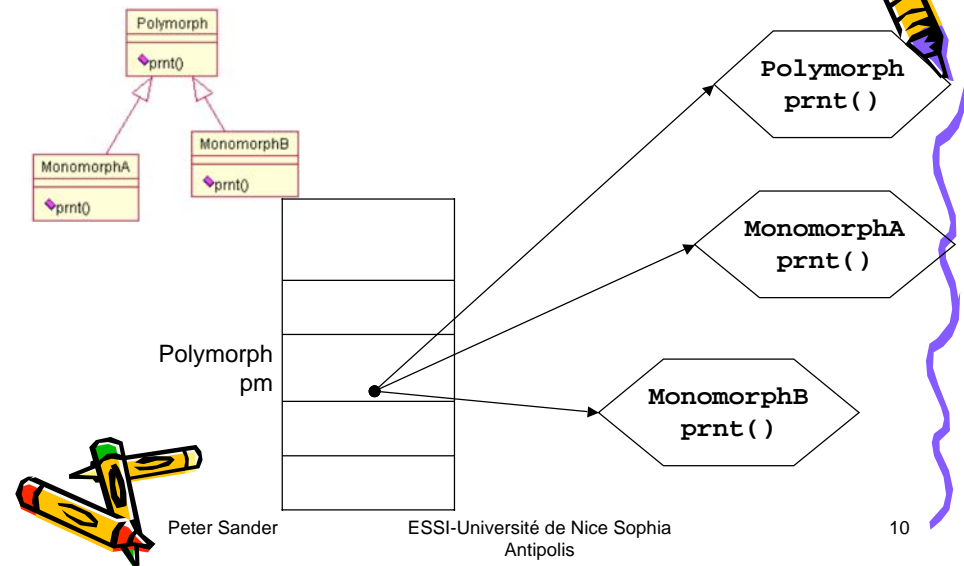 Polymorph
prnt()
MonomorphA
prnt()
MonomorphB
prnt()
Polymorph
pm
Polymorph
prnt()
MonomorphA
prnt()
MonomorphB
prnt()
Peter Sander
ESSI-Université de Nice Sophia
Antipolis
10